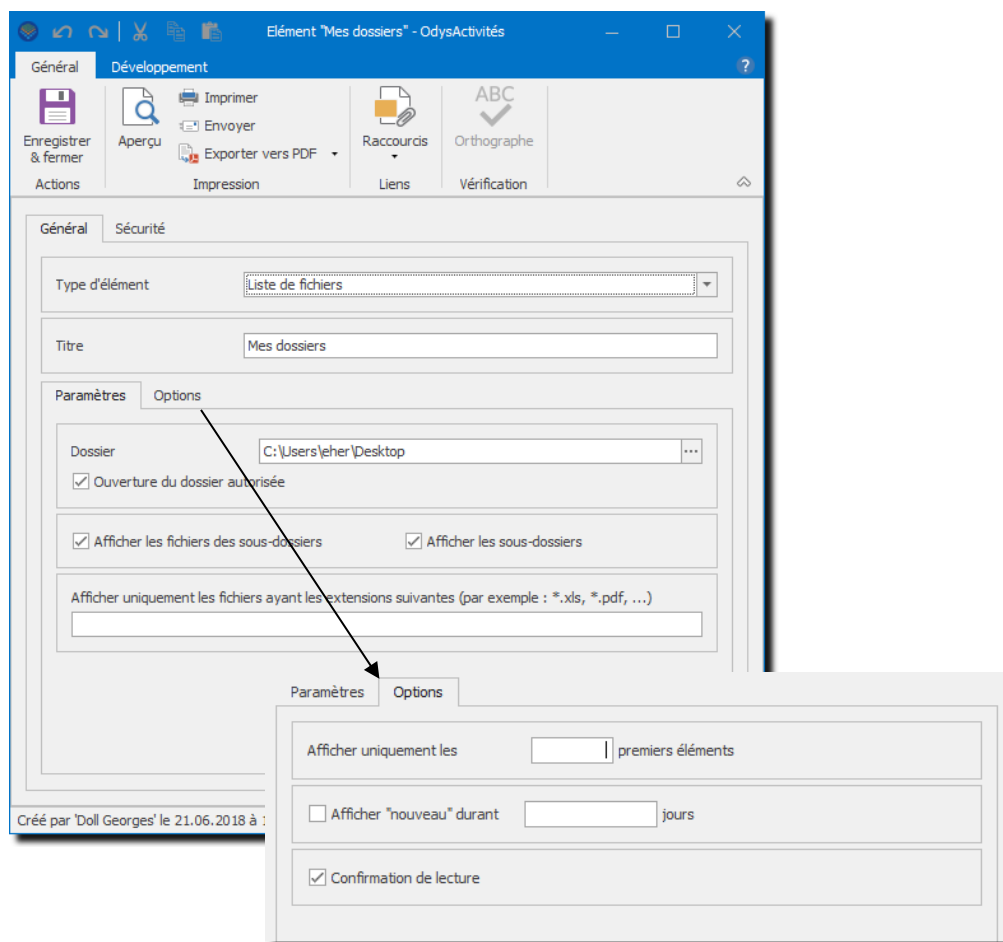 Elément "Mes dossiers" - OdysActivités
Général Développement
?
Enregistrer & fermer
Actions
Aperçu
Imprimer
Envoyer
Exporter vers PDF
Impression
Raccourcis
Liens
ABC
Orthographe
Vérification
Général Sécurité
Type d'élément Liste de fichiers
Titre Mes dossiers
Paramètres Options
Dossier C:\Users\eher\Desktop ...
Ouverture du dossier autorisée
Afficher les fichiers des sous-dossiers Afficher les sous-dossiers
Afficher uniquement les fichiers ayant les extensions suivantes (par exemple : *.xls, *.pdf, ...)
Créé par 'Doll Georges' le 21.06.2018 à
Paramètres Options
Afficher uniquement les premiers éléments
Afficher "nouveau" durant jours
Confirmation de lecture